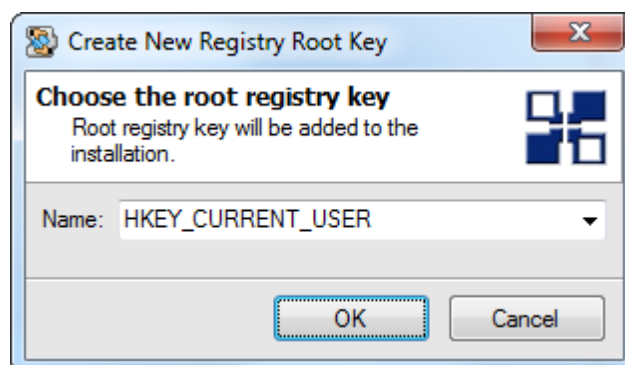 Create New Registry Root Key
Choose the root registry key
Root registry key will be added to the
installation.
Name: HKEY_CURRENT_USER
OK Cancel